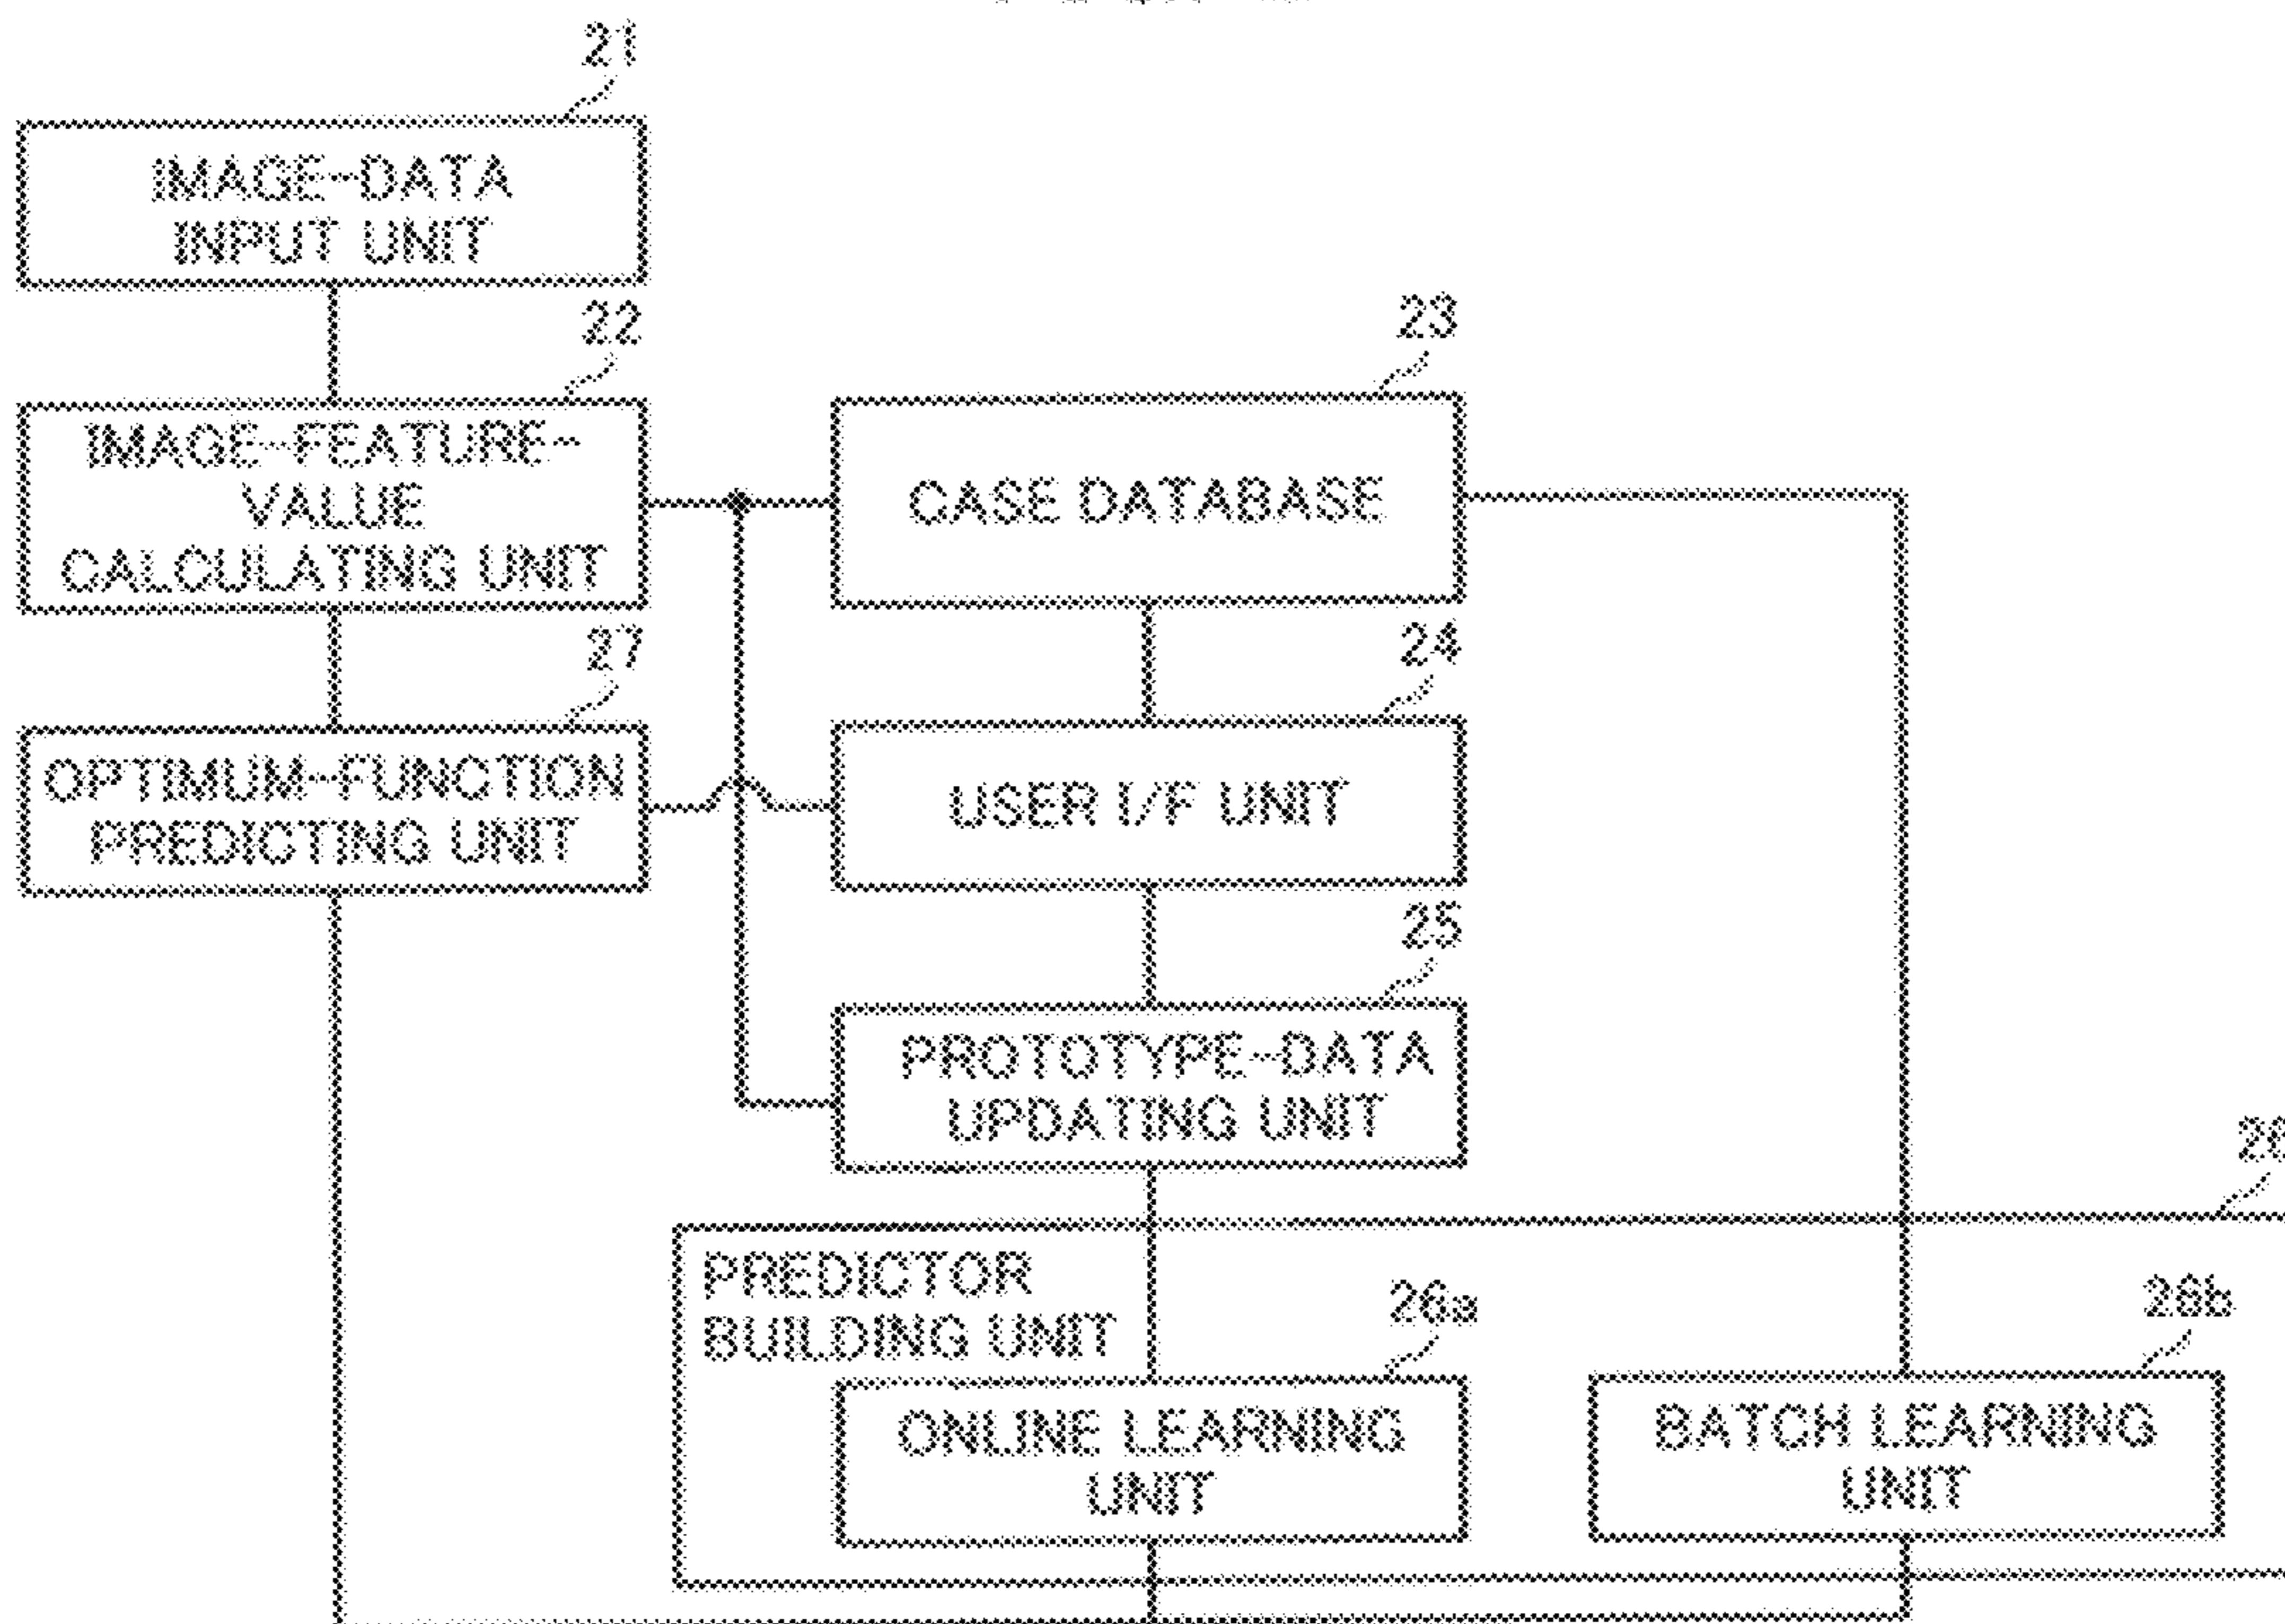 21
IMAGE-DATA
INPUT UNIT
22
IMAGE-FEATURE-
VALUE
CALCULATING UNIT
23
CASE DATABASE
27
OPTIMUM-FUNCTION
PREDICTING UNIT
24
USER I/F UNIT
25
PROTOTYPE-DATA
UPDATING UNIT
PREDICTOR
BUILDING UNIT
26a
ONLINE LEARNING
UNIT
26b
BATCH LEARNING
UNIT